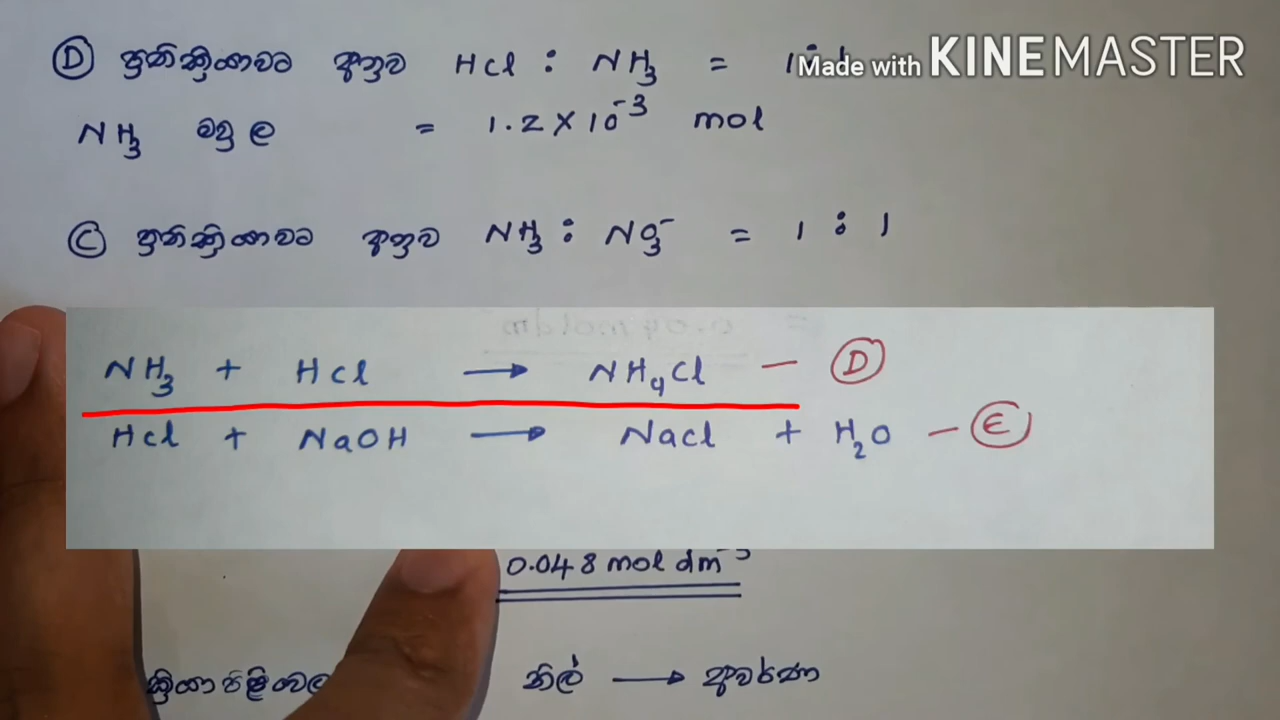 Ⓓ ප්‍රතික්‍රියාවට අනුව HCl : NH₃ = 1 : 1
Made with KINEMASTER
NH₃ මවුල = 1.2 × 10⁻³ mol
Ⓒ ප්‍රතික්‍රියාවට අනුව NH₃ : NO₃⁻ = 1 : 1
NH₃ + HCl → NH₄Cl — Ⓓ
HCl + NaOH → NaCl + H₂O — Ⓔ
0.048 mol dm⁻³
ක්‍රියා පිළිවෙල නිල් → අවර්ණ